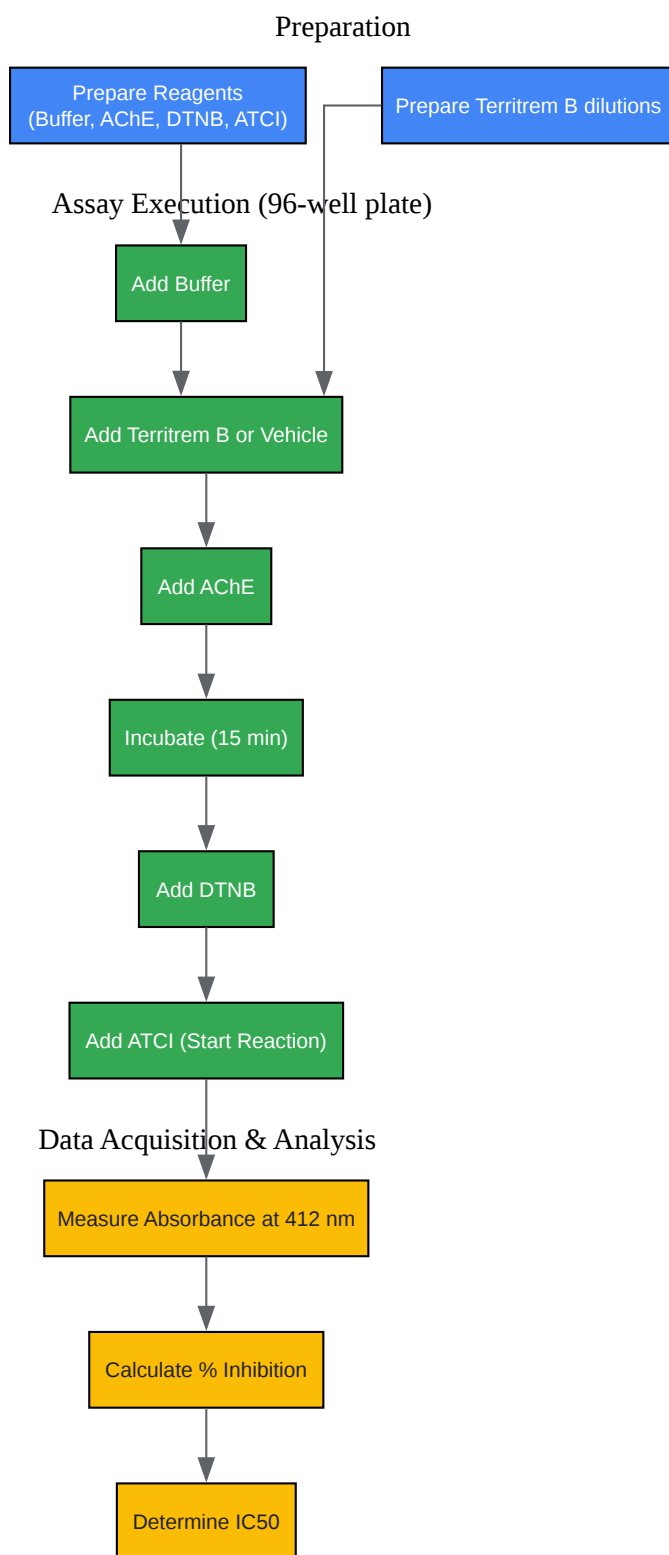 Preparation
Prepare Reagents
(Buffer, AChE, DTNB, ATCI)
Prepare Territrem B dilutions
Assay Execution (96-well plate)
Add Buffer
Add Territrem B or Vehicle
Add AChE
Incubate (15 min)
Add DTNB
Add ATCI (Start Reaction)
Data Acquisition & Analysis
Measure Absorbance at 412 nm
Calculate % Inhibition
Determine IC50